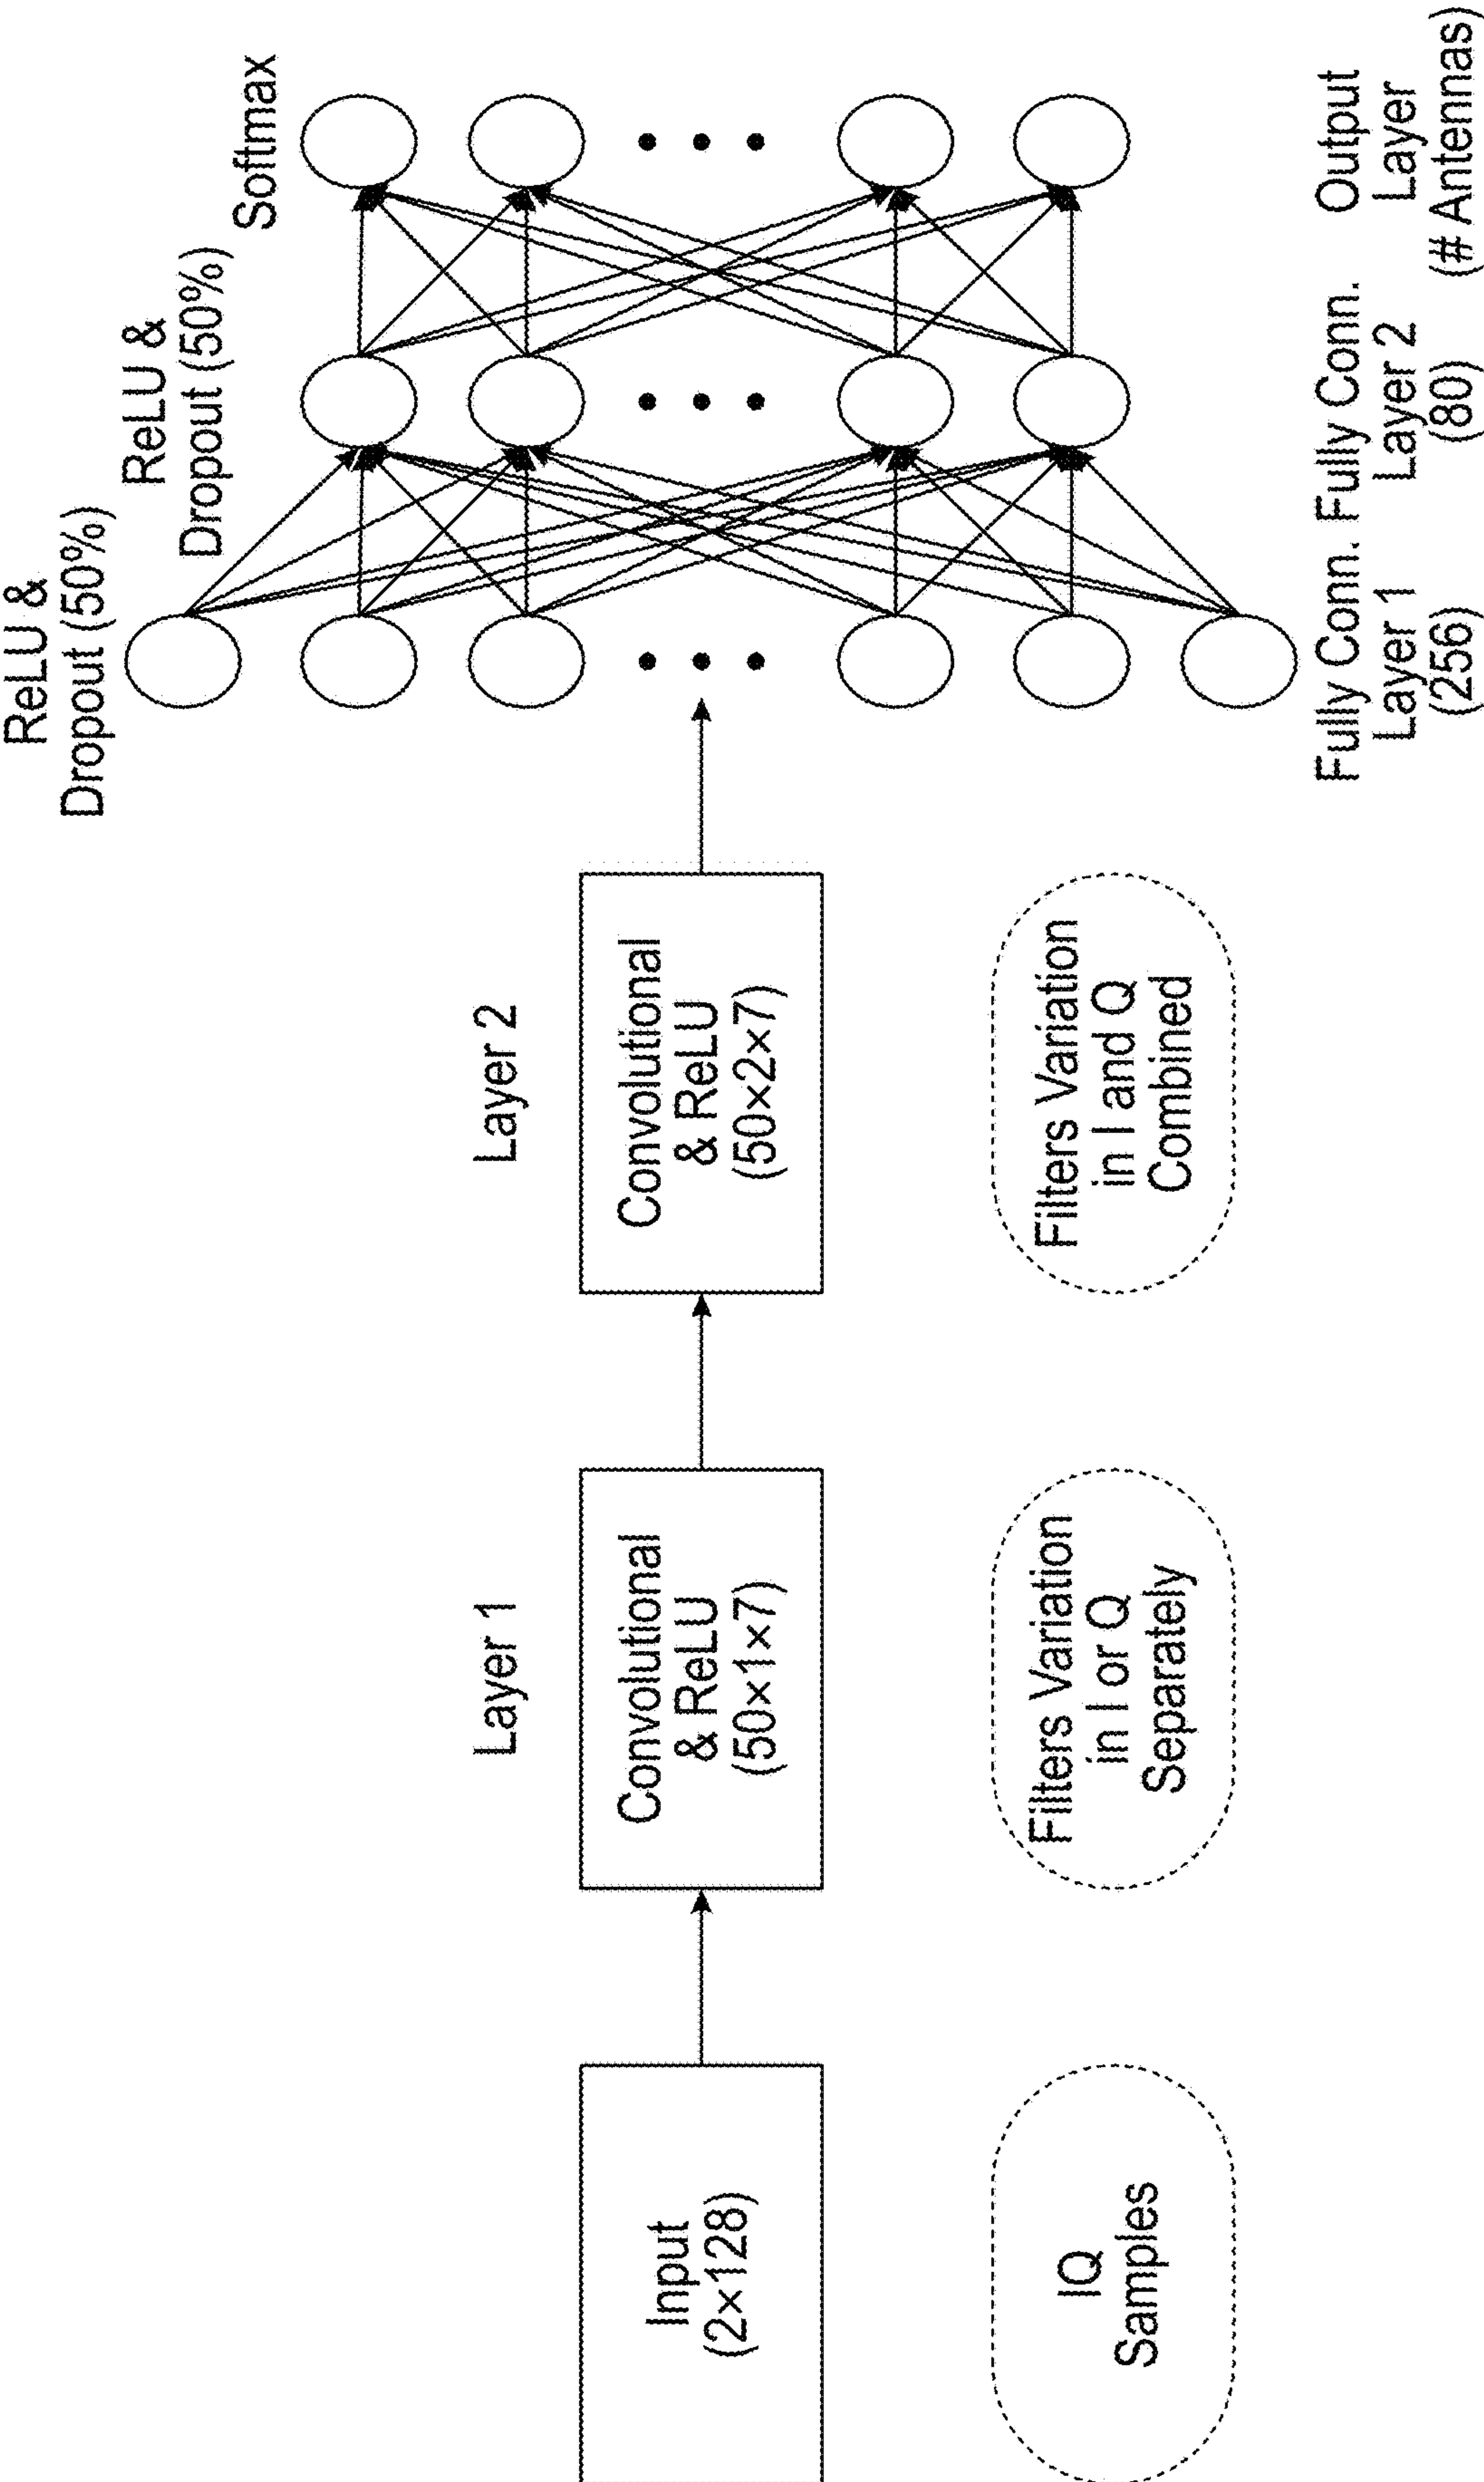 Input
(2×128)
IQ
Samples
Layer 1
Convolutional
& ReLU
(50×1×7)
Filters Variation
in I or Q
Separately
Layer 2
Convolutional
& ReLU
(50×2×7)
Filters Variation
in I and Q
Combined
ReLU &
Dropout (50%)
Fully Conn.
Layer 1
(256)
ReLU &
Dropout (50%)
Fully Conn.
Layer 2
(80)
Softmax
Output
Layer
(# Antennas)